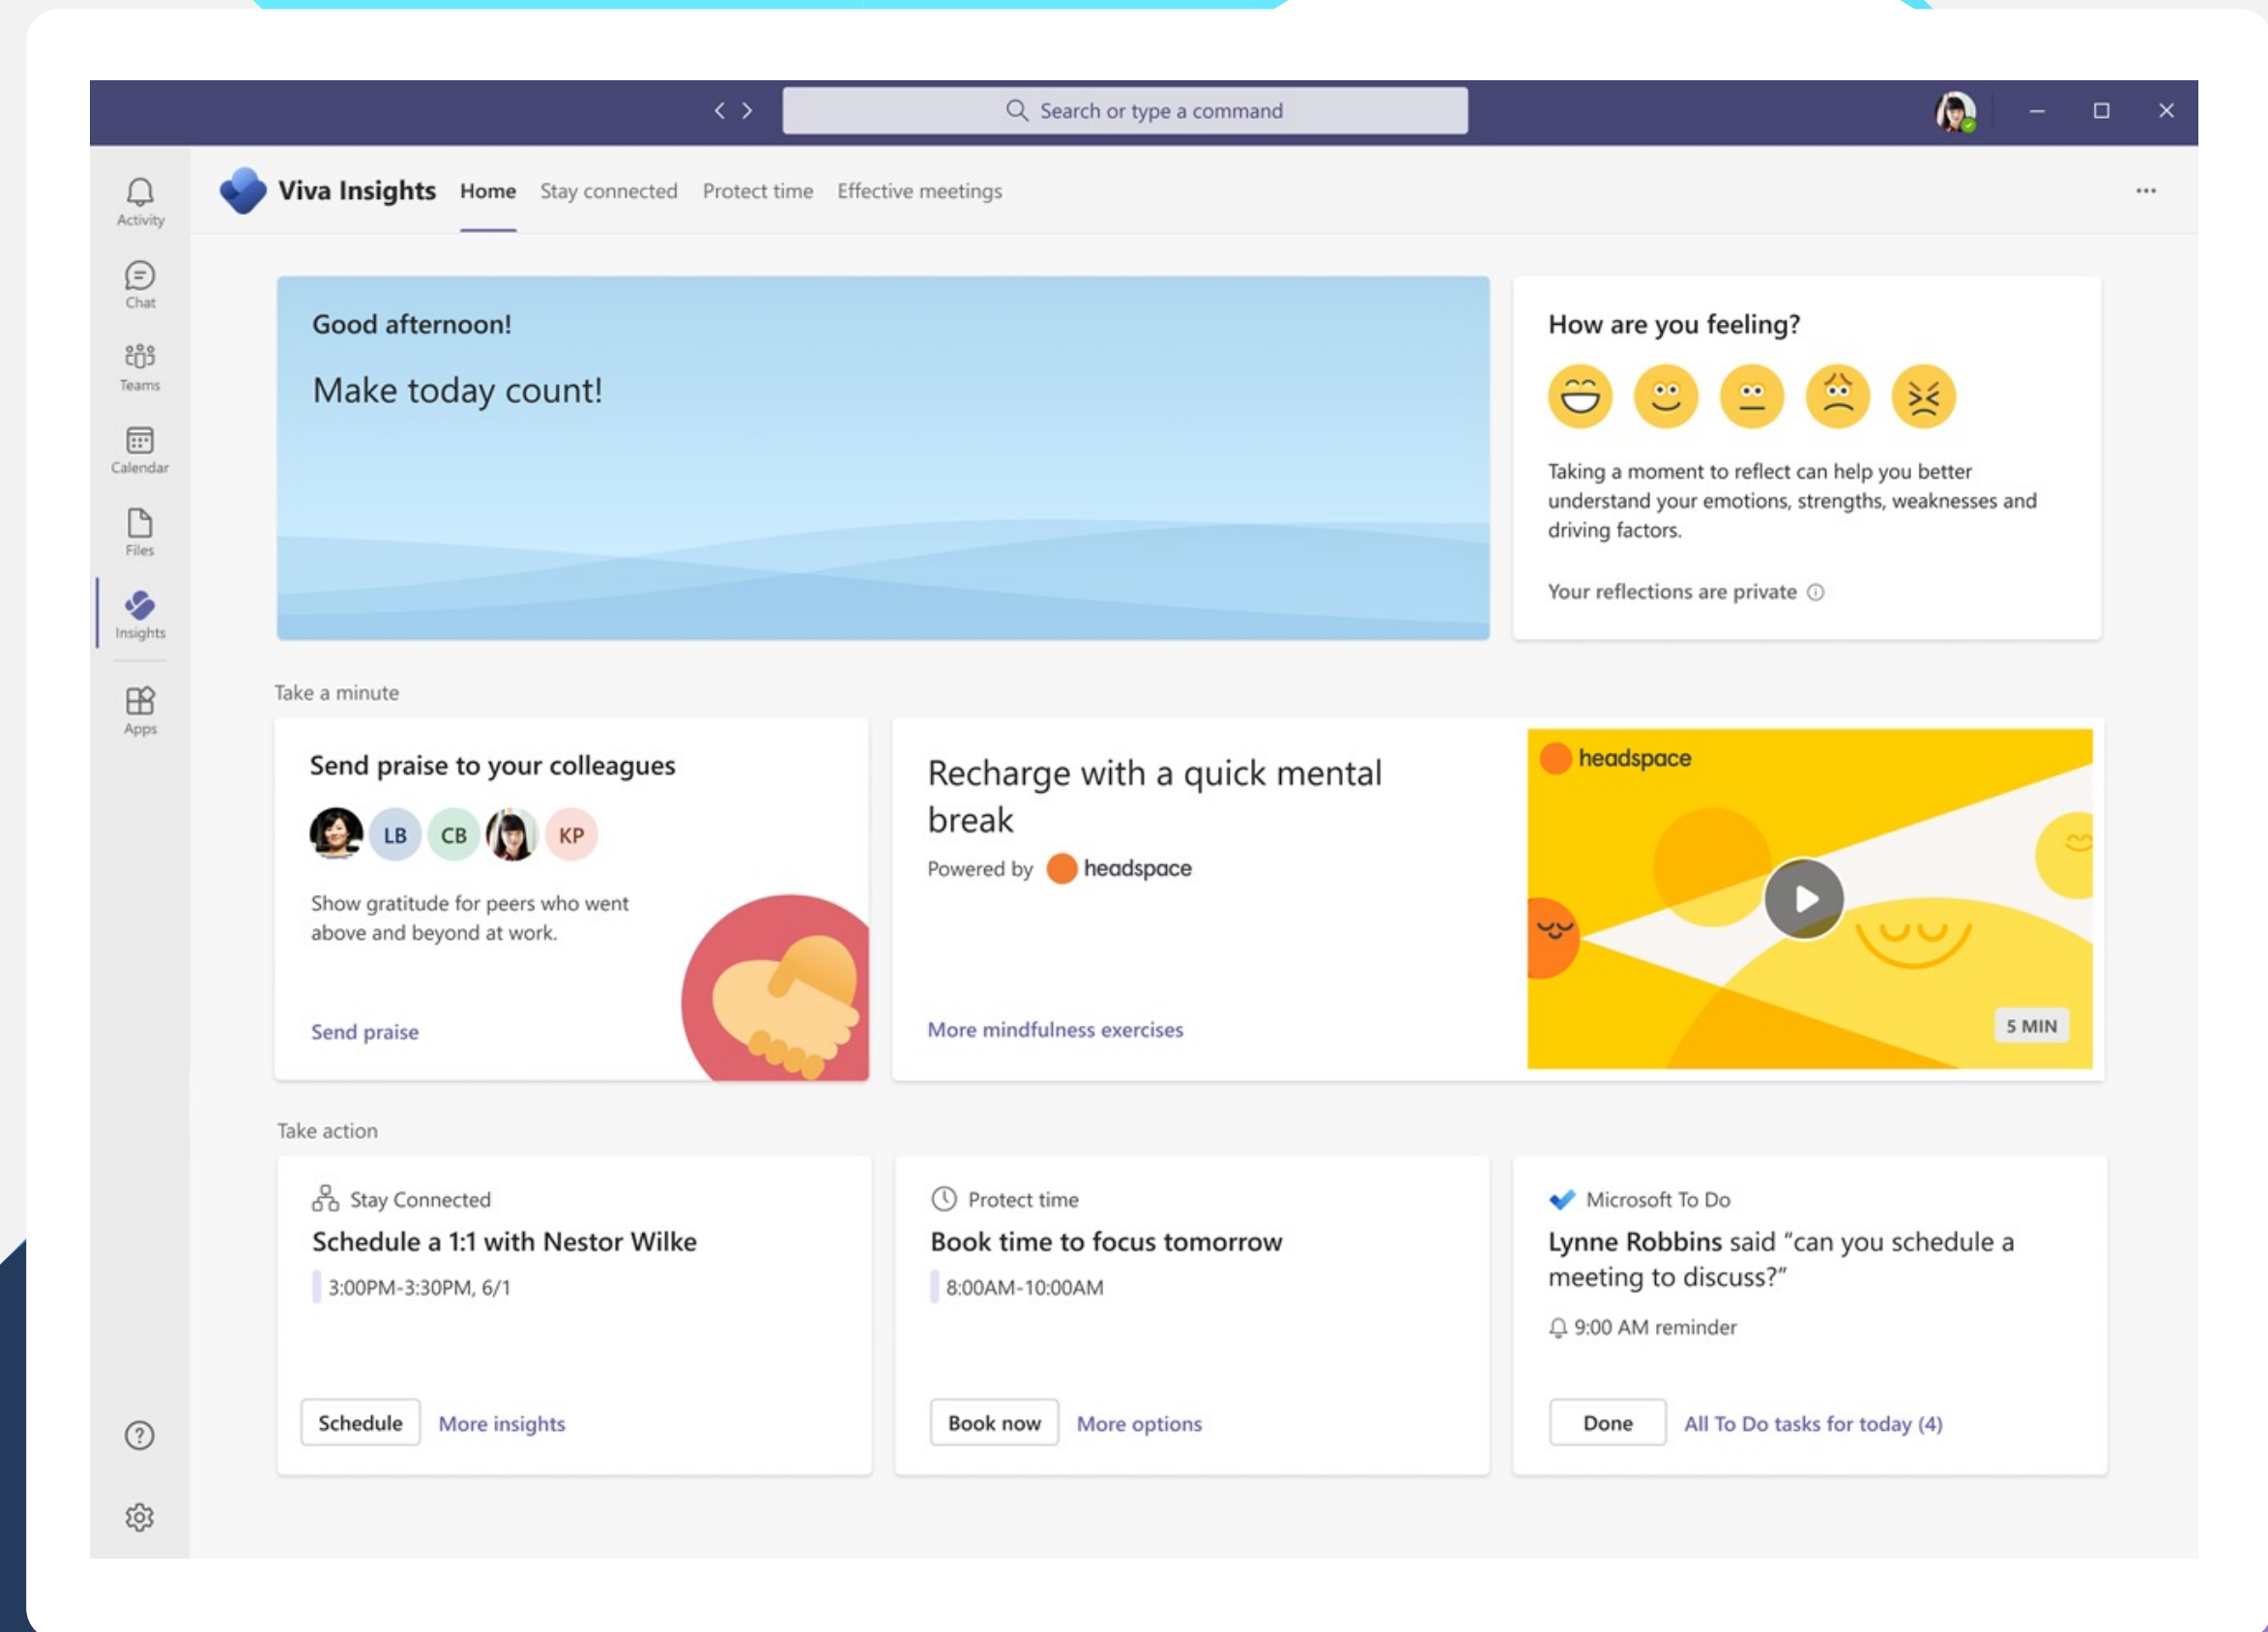 Search or type a command
Activity
Chat
Teams
Calendar
Files
Insights
Apps
Viva Insights Home Stay connected Protect time Effective meetings
Good afternoon!
Make today count!
How are you feeling?
Taking a moment to reflect can help you better
understand your emotions, strengths, weaknesses and
driving factors.
Your reflections are private
Take a minute
Send praise to your colleagues
LB CB KP
Show gratitude for peers who went
above and beyond at work.
Send praise
Recharge with a quick mental
break
Powered by headspace
More mindfulness exercises
headspace
5 MIN
Take action
Stay Connected
Schedule a 1:1 with Nestor Wilke
3:00PM-3:30PM, 6/1
Schedule More insights
Protect time
Book time to focus tomorrow
8:00AM-10:00AM
Book now More options
Microsoft To Do
Lynne Robbins said “can you schedule a
meeting to discuss?”
9:00 AM reminder
Done All To Do tasks for today (4)